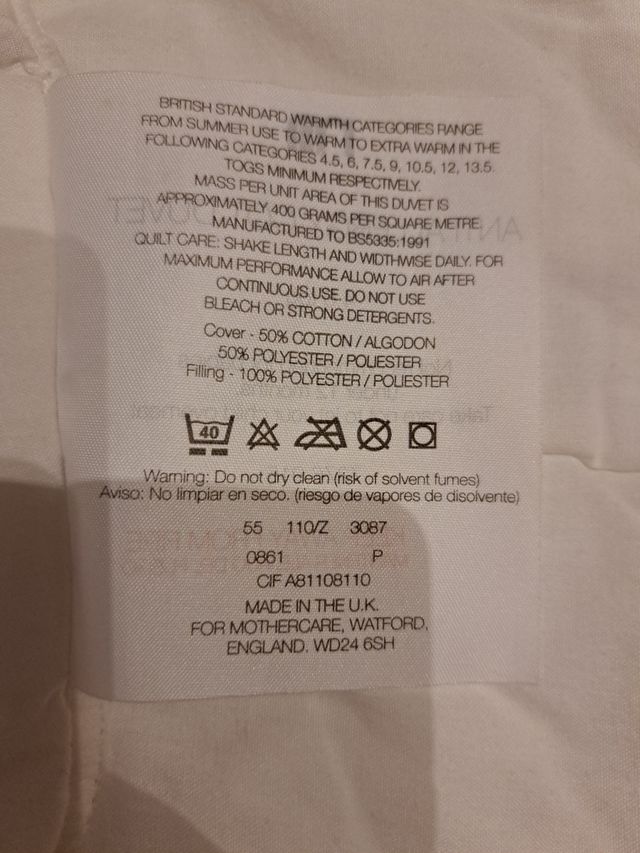 BRITISH STANDARD WARMTH CATEGORIES RANGE
FROM SUMMER USE TO WARM TO EXTRA WARM IN THE
FOLLOWING CATEGORIES 4.5, 6, 7.5, 9, 10.5, 12, 13.5.
TOGS MINIMUM RESPECTIVELY.
MASS PER UNIT AREA OF THIS DUVET IS
APPROXIMATELY 400 GRAMS PER SQUARE METRE.
MANUFACTURED TO BS5335:1991
QUILT CARE: SHAKE LENGTH AND WIDTHWISE DAILY. FOR
MAXIMUM PERFORMANCE ALLOW TO AIR AFTER
CONTINUOUS USE. DO NOT USE
BLEACH OR STRONG DETERGENTS.
Cover - 50% COTTON / ALGODON
50% POLYESTER / POLIESTER
Filling - 100% POLYESTER / POLIESTER
40
Warning: Do not dry clean (risk of solvent fumes)
Aviso: No limpiar en seco. (riesgo de vapores de disolvente)
55 110/Z 3087
0861 P
CIF A81108110
MADE IN THE U.K.
FOR MOTHERCARE, WATFORD,
ENGLAND. WD24 6SH